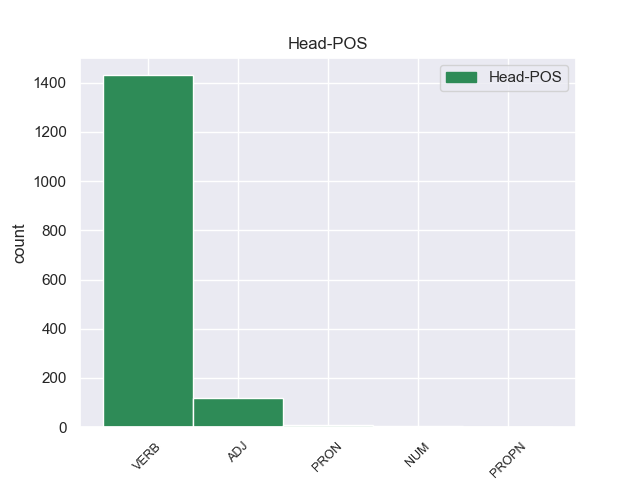 Head-POS
Head-POS
1400
1200
1000
800
600
400
200
0
count
VERB
ADJ
PRON
NUM
PROPN